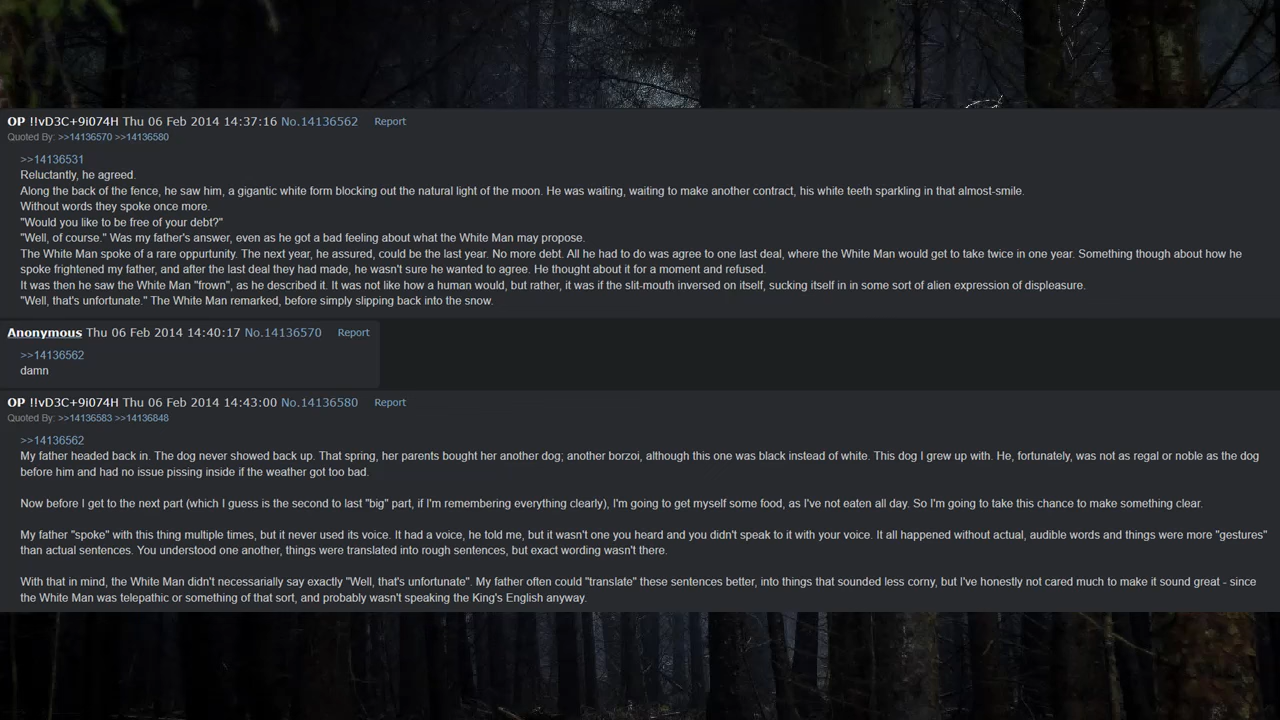 OP !!vD3C+9i074H Thu 06 Feb 2014 14:37:16 No.14136562 Report
Quoted By: >>14136570 >>14136580
>>14136531
Reluctantly, he agreed.
Along the back of the fence, he saw him, a gigantic white form blocking out the natural light of the moon. He was waiting, waiting to make another contract, his white teeth sparkling in that almost-smile.
Without words they spoke once more.
"Would you like to be free of your debt?"
"Well, of course." Was my father's answer, even as he got a bad feeling about what the White Man may propose.
The White Man spoke of a rare oppurtunity. The next year, he assured, could be the last year. No more debt. All he had to do was agree to one last deal, where the White Man would get to take twice in one year. Something though about how he
spoke frightened my father, and after the last deal they had made, he wasn't sure he wanted to agree. He thought about it for a moment and refused.
It was then he saw the White Man "frown", as he described it. It was not like how a human would, but rather, it was if the slit-mouth inversed on itself, sucking itself in in some sort of alien expression of displeasure.
"Well, that's unfortunate." The White Man remarked, before simply slipping back into the snow.
Anonymous Thu 06 Feb 2014 14:40:17 No.14136570 Report
>>14136562
damn
OP !!vD3C+9i074H Thu 06 Feb 2014 14:43:00 No.14136580 Report
Quoted By: >>14136583 >>14136848
>>14136562
My father headed back in. The dog never showed back up. That spring, her parents bought her another dog; another borzoi, although this one was black instead of white. This dog I grew up with. He, fortunately, was not as regal or noble as the dog
before him and had no issue pissing inside if the weather got too bad.
Now before I get to the next part (which I guess is the second to last "big" part, if I'm remembering everything clearly), I'm going to get myself some food, as I've not eaten all day. So I'm going to take this chance to make something clear.
My father "spoke" with this thing multiple times, but it never used its voice. It had a voice, he told me, but it wasn't one you heard and you didn't speak to it with your voice. It all happened without actual, audible words and things were more "gestures"
than actual sentences. You understood one another, things were translated into rough sentences, but exact wording wasn't there.
With that in mind, the White Man didn't necessarially say exactly "Well, that's unfortunate". My father often could "translate" these sentences better, into things that sounded less corny, but I've honestly not cared much to make it sound great - since
the White Man was telepathic or something of that sort, and probably wasn't speaking the King's English anyway.